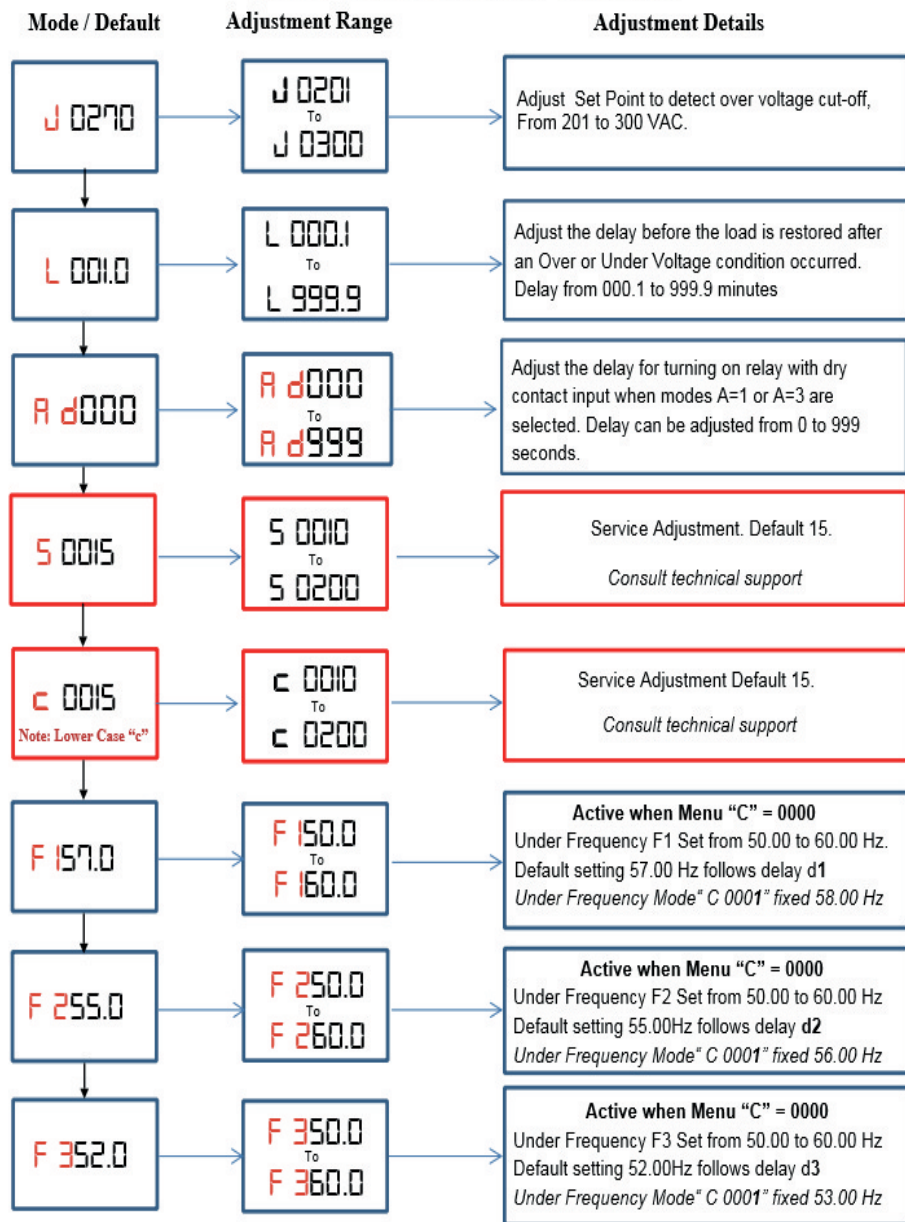 Mode / Default
Adjustment Range
Adjustment Details
J 0270
J 0201
To
J 0300
Adjust Set Point to detect over voltage cut-off,
From 201 to 300 VAC.
L 001.0
L 000.1
To
L 999.9
Adjust the delay before the load is restored after
an Over or Under Voltage condition occurred.
Delay from 000.1 to 999.9 minutes
A d000
A d000
To
A d999
Adjust the delay for turning on relay with dry
contact input when modes A=1 or A=3 are
selected. Delay can be adjusted from 0 to 999
seconds.
S 0015
S 0010
To
S 0200
Service Adjustment. Default 15.
Consult technical support
c 0015
Note: Lower Case “c”
c 0010
To
c 0200
Service Adjustment Default 15.
Consult technical support
F 157.0
F 150.0
To
F 160.0
Active when Menu “C” = 0000
Under Frequency F1 Set from 50.00 to 60.00 Hz.
Default setting 57.00 Hz follows delay d1
Under Frequency Mode“ C 0001” fixed 58.00 Hz
F 255.0
F 250.0
To
F 260.0
Active when Menu “C” = 0000
Under Frequency F2 Set from 50.00 to 60.00 Hz
Default setting 55.00Hz follows delay d2
Under Frequency Mode“ C 0001” fixed 56.00 Hz
F 352.0
F 350.0
To
F 360.0
Active when Menu “C” = 0000
Under Frequency F3 Set from 50.00 to 60.00 Hz
Default setting 52.00Hz follows delay d3
Under Frequency Mode“ C 0001” fixed 53.00 Hz